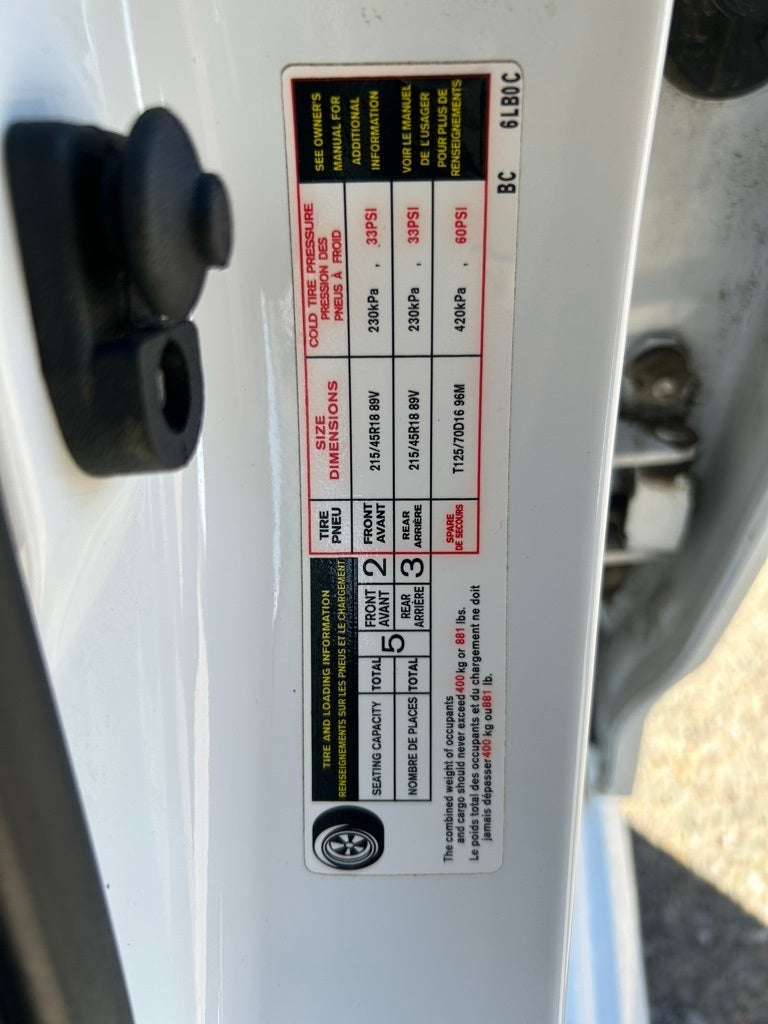 TIRE AND LOADING INFORMATION
RENSEIGNEMENTS SUR LES PNEUS ET LE CHARGEMENT
SEATING CAPACITY TOTAL 5 FRONT AVANT 2
NOMBRE DE PLACES TOTAL REAR ARRIÈRE 3
The combined weight of occupants
and cargo should never exceed 400 kg or 881 lbs.
Le poids total des occupants et du chargement ne doit
jamais dépasser 400 kg ou 881 lb.
TIRE
PNEU
SIZE
DIMENSIONS
COLD TIRE PRESSURE
PRESSION DES
PNEUS À FROID
FRONT
AVANT
215/45R18 89V
230kPa , 33PSI
REAR
ARRIÈRE
215/45R18 89V
230kPa , 33PSI
SPARE
DE SECOURS
T125/70D16 96M
420kPa , 60PSI
SEE OWNER'S
MANUAL FOR
ADDITIONAL
INFORMATION
VOIR LE MANUEL
DE L'USAGER
POUR PLUS DE
RENSEIGNEMENTS
BC 6LB0C